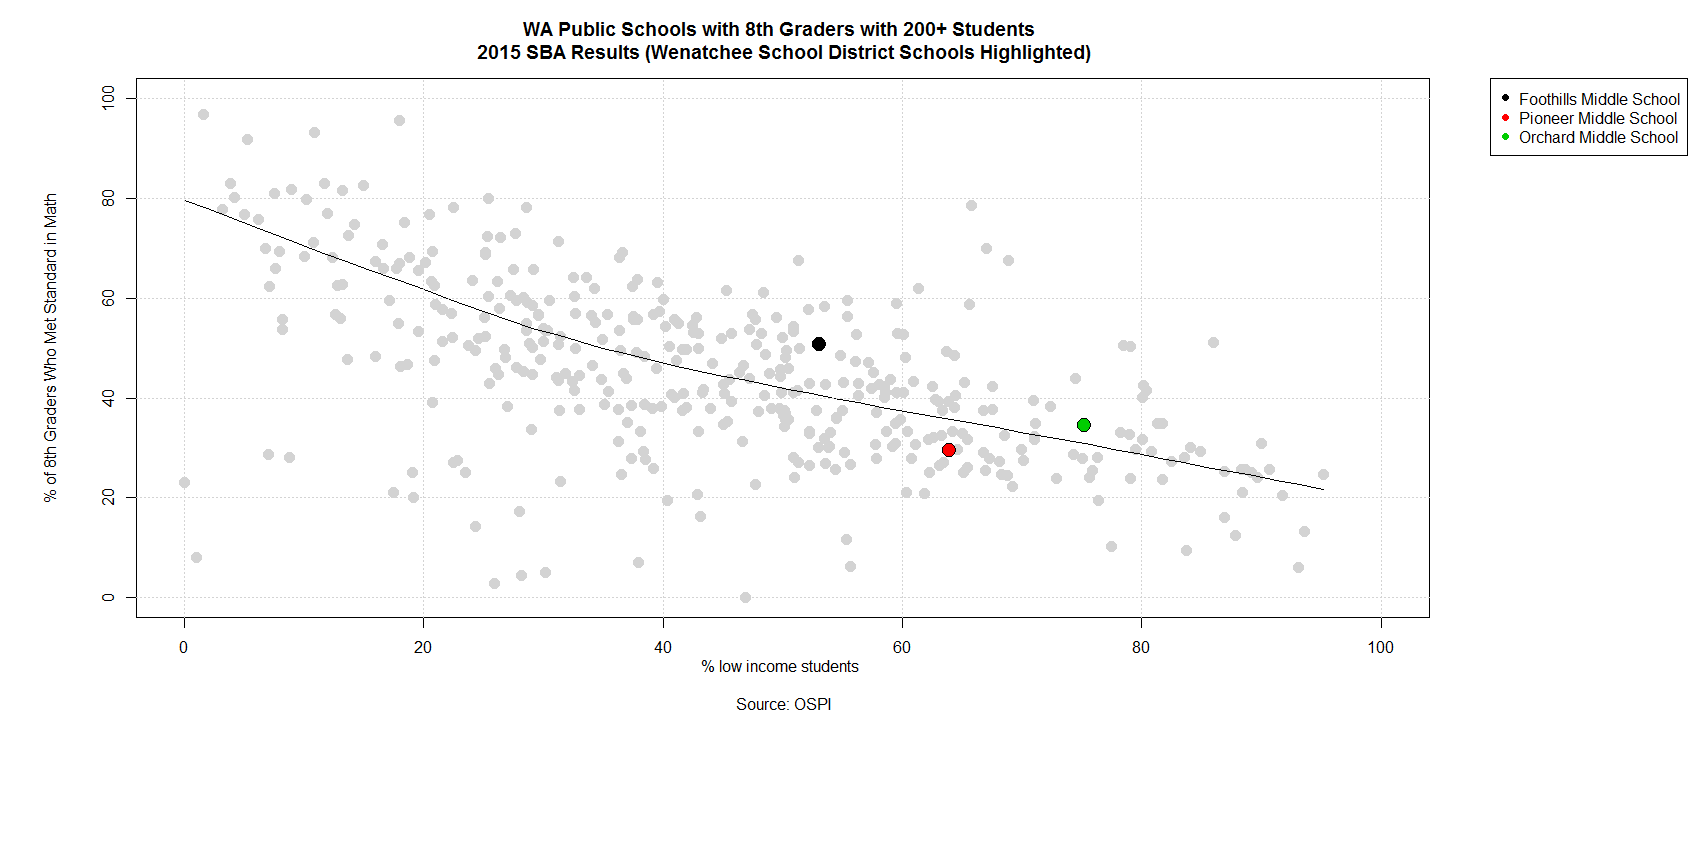 WA Public Schools with 8th Graders with 200+ Students
2015 SBA Results (Wenatchee School District Schools Highlighted)
% of 8th Graders Who Met Standard in Math
100
80
60
40
20
0
0 20 40 60 80 100
% low income students
Source: OSPI
Foothills Middle School
Pioneer Middle School
Orchard Middle School